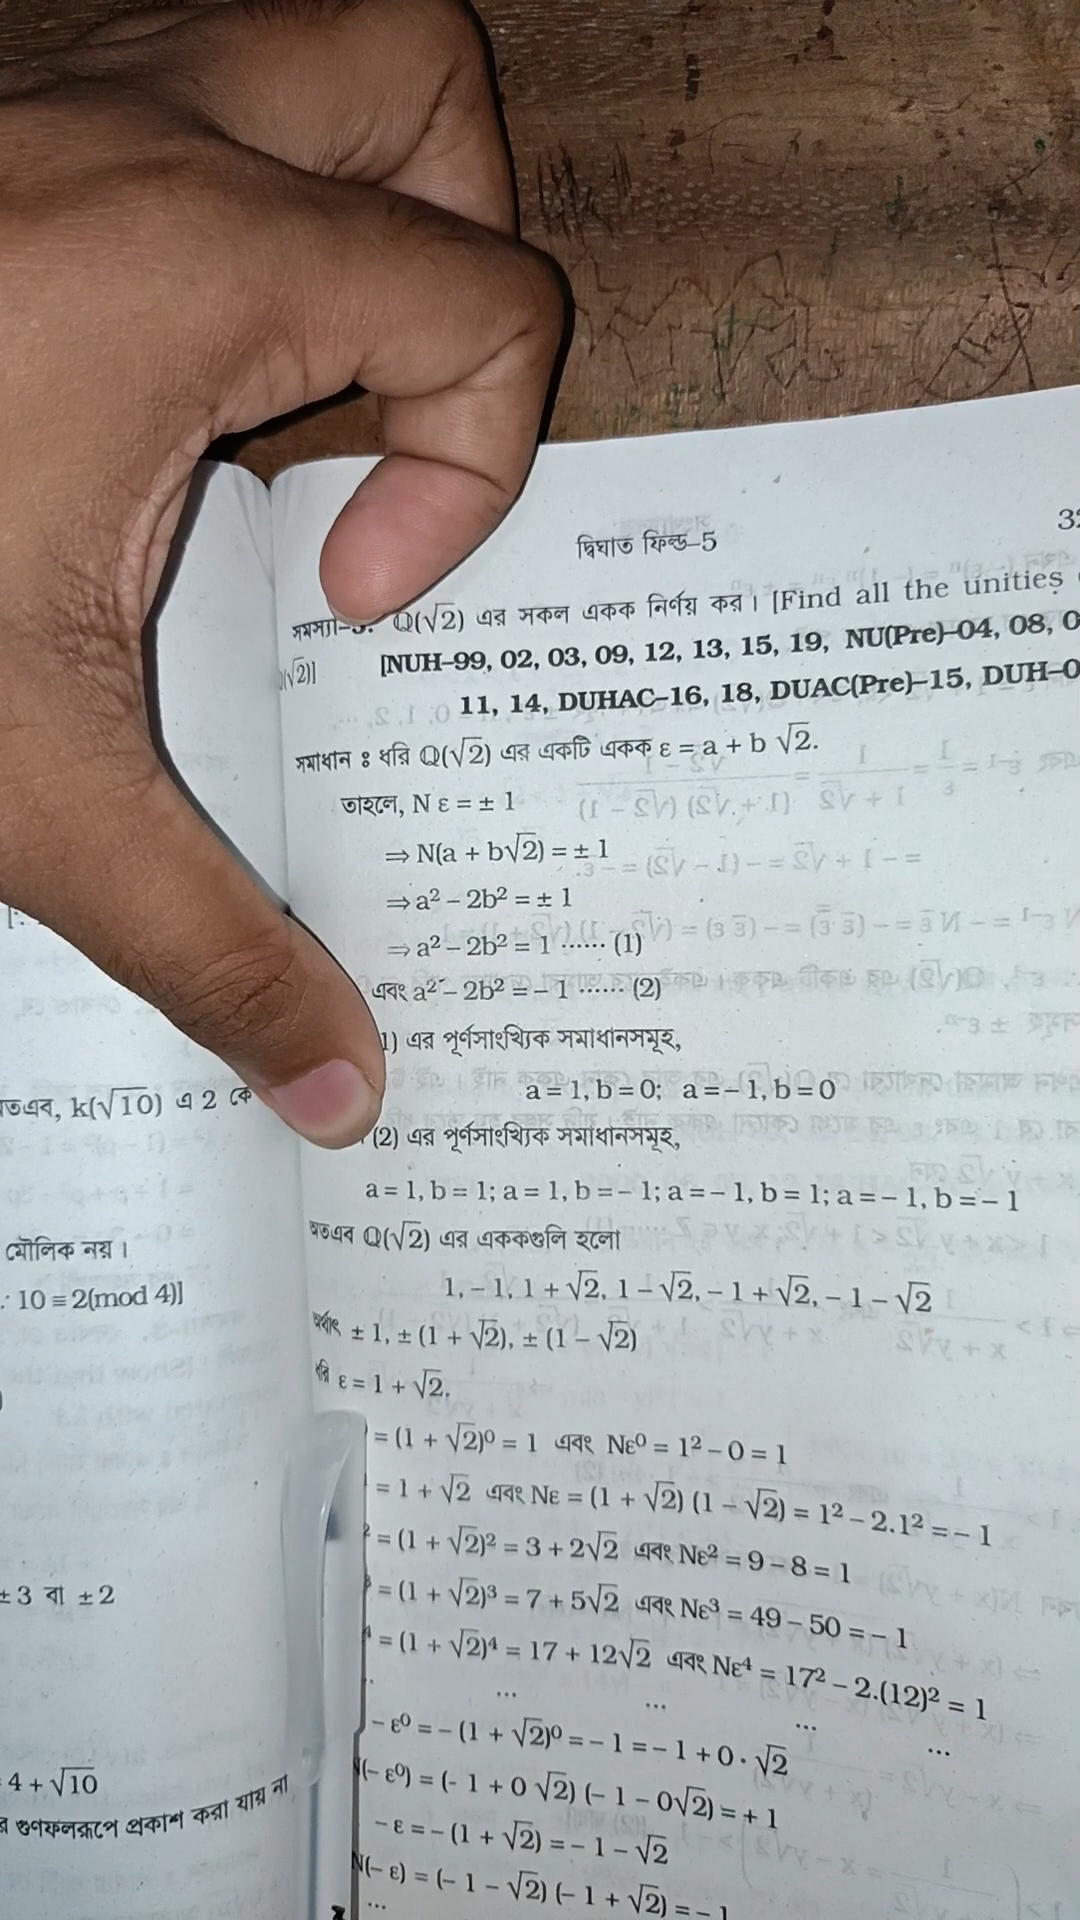 দ্বিঘাত ফিল্ড–5
Q(√2) এর সকল একক নির্ণয় কর। [Find all the unities
(√2)]
[NUH–99, 02, 03, 09, 12, 13, 15, 19, NU(Pre)–04, 08,
11, 14, DUHAC–16, 18, DUAC(Pre)–15, DUH–
সমাধান ঃ ধরি Q(√2) এর একটি একক ε = a + b √2.
তাহলে, N ε = ± 1
⇒ N(a + b√2) = ± 1
⇒ a² – 2b² = ± 1
⇒ a² – 2b² = 1 ...... (1)
এবং a² – 2b² = – 1 ...... (2)
1) এর পূর্ণসাংখ্যিক সমাধানসমূহ,
a = 1, b = 0; a = – 1, b = 0
(2) এর পূর্ণসাংখ্যিক সমাধানসমূহ,
a = 1, b = 1; a = 1, b = – 1; a = – 1, b = 1; a = – 1, b = – 1
অতএব Q(√2) এর এককগুলি হলো
1, – 1, 1 + √2, 1 – √2, – 1 + √2, – 1 – √2
অর্থাৎ ± 1, ± (1 + √2), ± (1 – √2)
ধরি ε = 1 + √2.
= (1 + √2)⁰ = 1 এবং Nε⁰ = 1² – 0 = 1
= 1 + √2 এবং Nε = (1 + √2) (1 – √2) = 1² – 2.1² = – 1
² = (1 + √2)² = 3 + 2√2 এবং Nε² = 9 – 8 = 1
³ = (1 + √2)³ = 7 + 5√2 এবং Nε³ = 49 – 50 = – 1
⁴ = (1 + √2)⁴ = 17 + 12√2 এবং Nε⁴ = 17² – 2.(12)² = 1
... ... ... ...
– ε⁰ = – (1 + √2)⁰ = – 1 = – 1 + 0 · √2
N(– ε⁰) = (– 1 + 0 √2) (– 1 – 0√2) = + 1
– ε = – (1 + √2) = – 1 – √2
N(– ε) = (– 1 – √2) (– 1 + √2) = – 1
...
অতএব, k(√10) এ 2 কে
মৌলিক নয়।
∵ 10 ≡ 2(mod 4)]
± 3 বা ± 2
4 + √10
গুণফলরূপে প্রকাশ করা যায় না